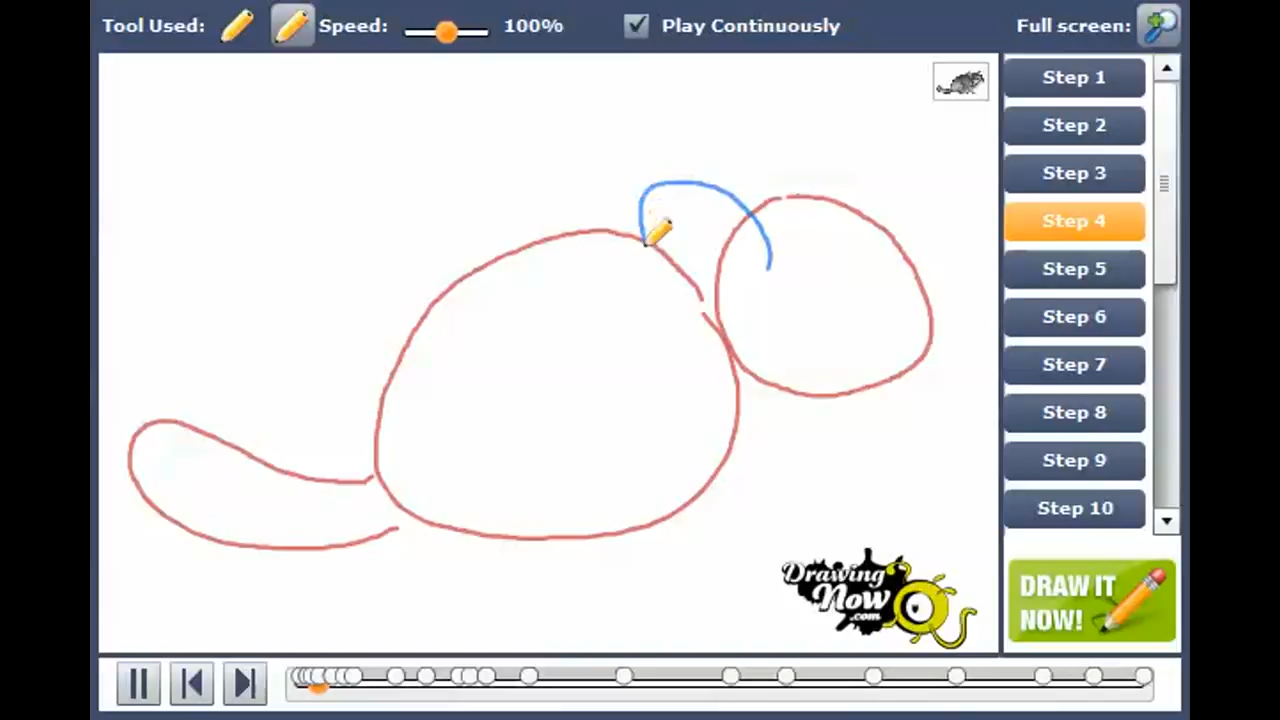 Tool Used: Speed: 100% Play Continuously Full screen:
Step 1
Step 2
Step 3
Step 4
Step 5
Step 6
Step 7
Step 8
Step 9
Step 10
Drawing
Now
.com
DRAW IT
NOW!